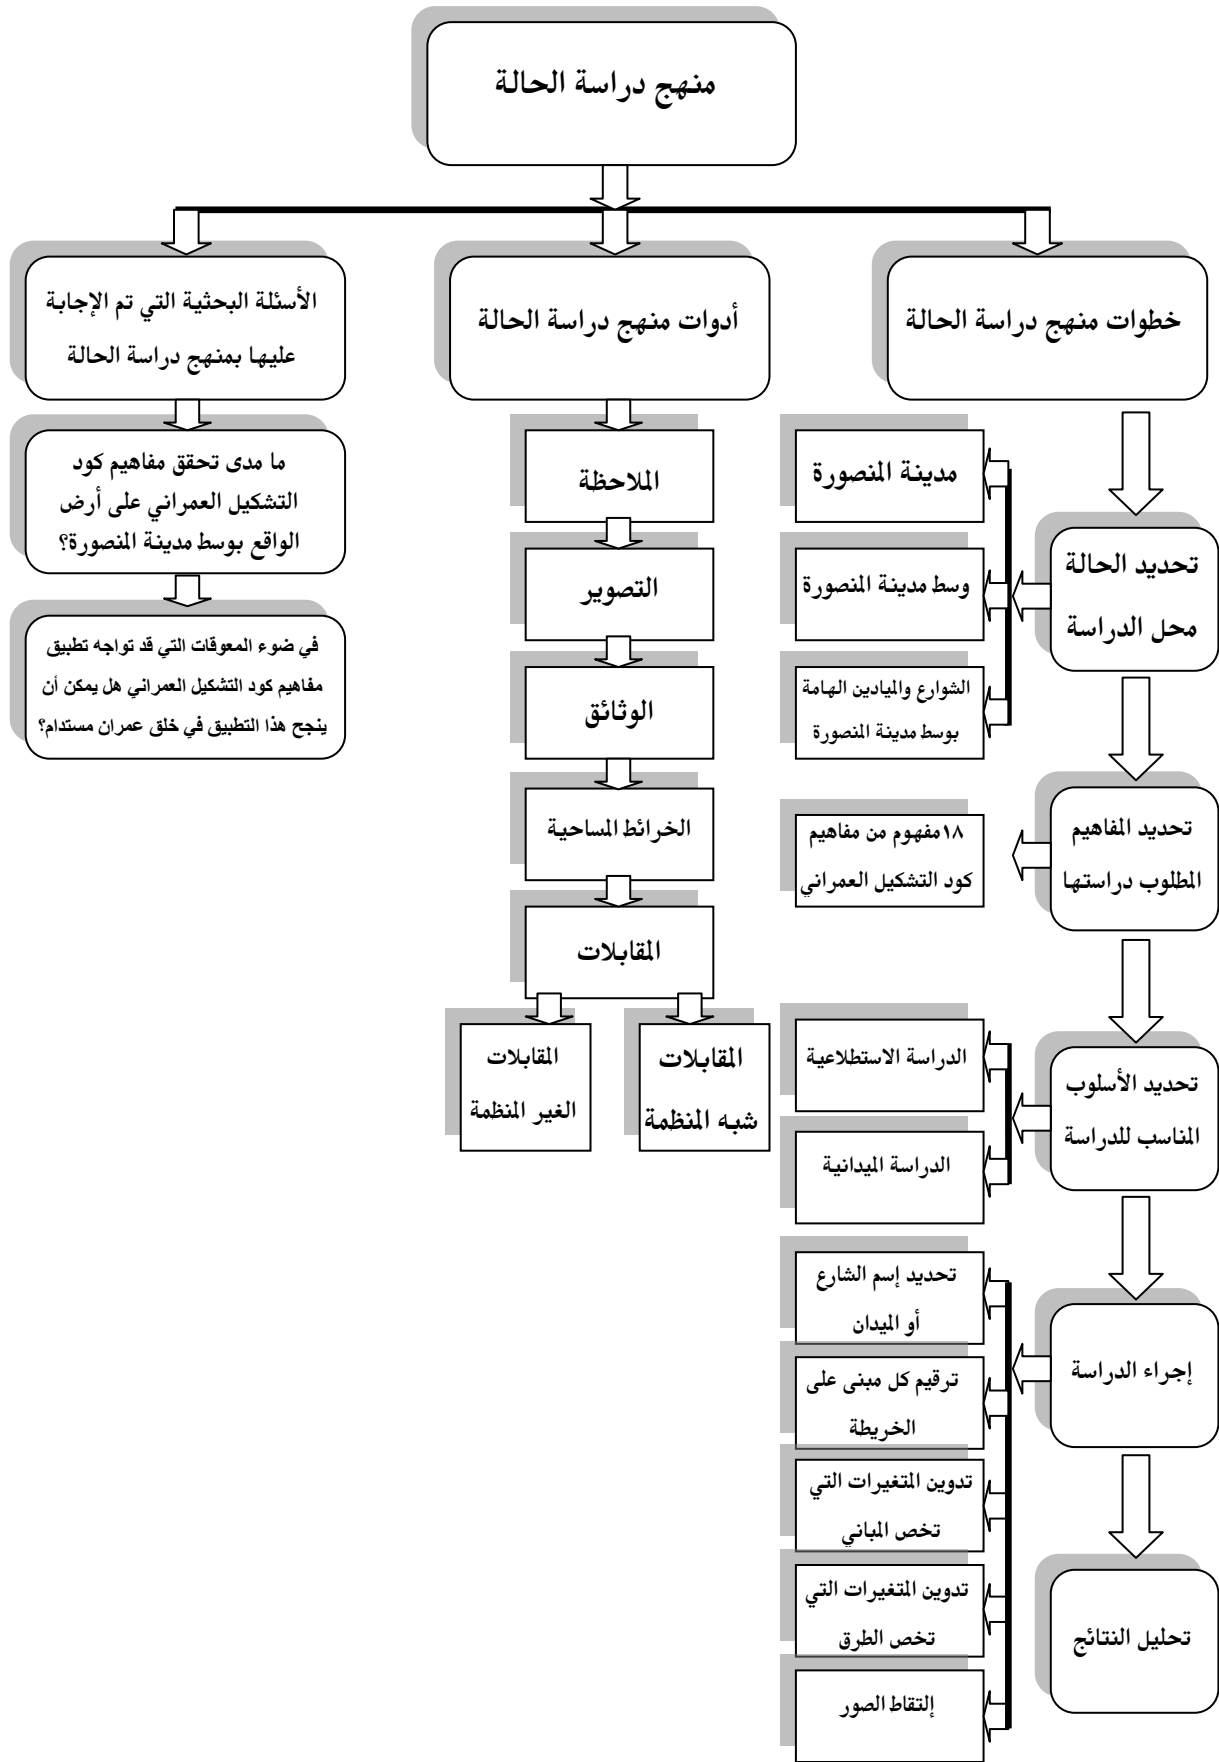 منهج دراسة الحالة
خطوات منهج دراسة الحالة
تحديد الحالة
محل الدراسة
مدينة المنصورة
وسط مدينة المنصورة
الشوارع والميادين الهامة
بوسط مدينة المنصورة
تحديد المفاهيم
المطلوب دراستها
١٨مفهوم من مفاهيم
كود التشكيل العمراني
تحديد الأسلوب
المناسب للدراسة
الدراسة الاستطلاعية
الدراسة الميدانية
إجراء الدراسة
تحديد إسم الشارع
أو الميدان
ترقيم كل مبنى على
الخريطة
تدوين المتغيرات التي
تخص المباني
تدوين المتغيرات التي
تخص الطرق
إلتقاط الصور
تحليل النتائج
أدوات منهج دراسة الحالة
الملاحظة
التصوير
الوثائق
الخرائط المساحية
المقابلات
المقابلات
شبه المنظمة
المقابلات
الغير المنظمة
الأسئلة البحثية التي تم الإجابة
عليها بمنهج دراسة الحالة
ما مدى تحقق مفاهيم كود
التشكيل العمراني على أرض
الواقع بوسط مدينة المنصورة؟
في ضوء المعوقات التي قد تواجه تطبيق
مفاهيم كود التشكيل العمراني هل يمكن أن
ينجح هذا التطبيق في خلق عمران مستدام؟